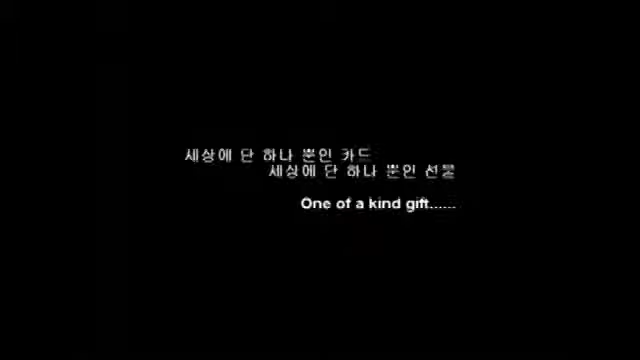 세상에 단 하나 뿐인 카드
세상에 단 하나 뿐인 선물
One of a kind gift......